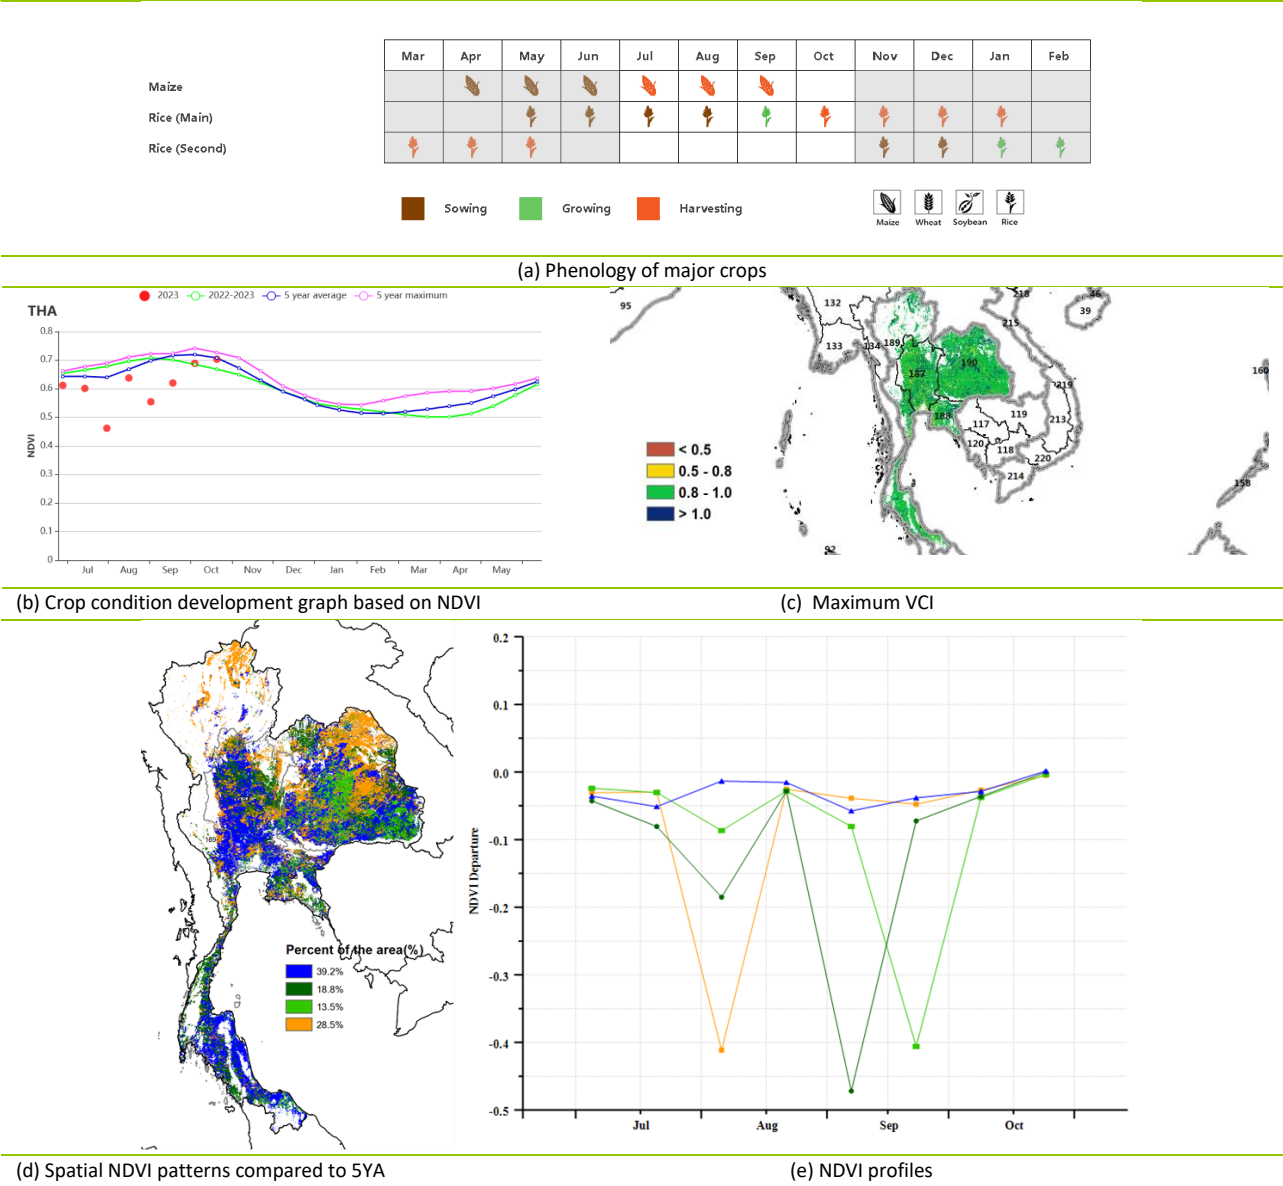 Mar Apr May Jun Jul Aug Sep Oct Nov Dec Jan Feb
Maize
Rice (Main)
Rice (Second)
Sowing Growing Harvesting
Maize Wheat Soybean Rice
(a) Phenology of major crops
2023 2022-2023 5 year average 5 year maximum
THA
0.8
0.7
0.6
0.5
0.4
0.3
0.2
0.1
0
NDVI
Jul Aug Sep Oct Nov Dec Jan Feb Mar Apr May
95
132
133
134
189
187
190
188
218
215
46
39
219
119
117
213
120
118
220
214
160
158
92
< 0.5
0.5 - 0.8
0.8 - 1.0
> 1.0
(b) Crop condition development graph based on NDVI
(c) Maximum VCI
189
Percent of the area(%)
39.2%
18.8%
13.5%
28.5%
0.2
0.1
0.0
-0.1
-0.2
-0.3
-0.4
-0.5
NDVI Departure
Jul Aug Sep Oct
(d) Spatial NDVI patterns compared to 5YA
(e) NDVI profiles